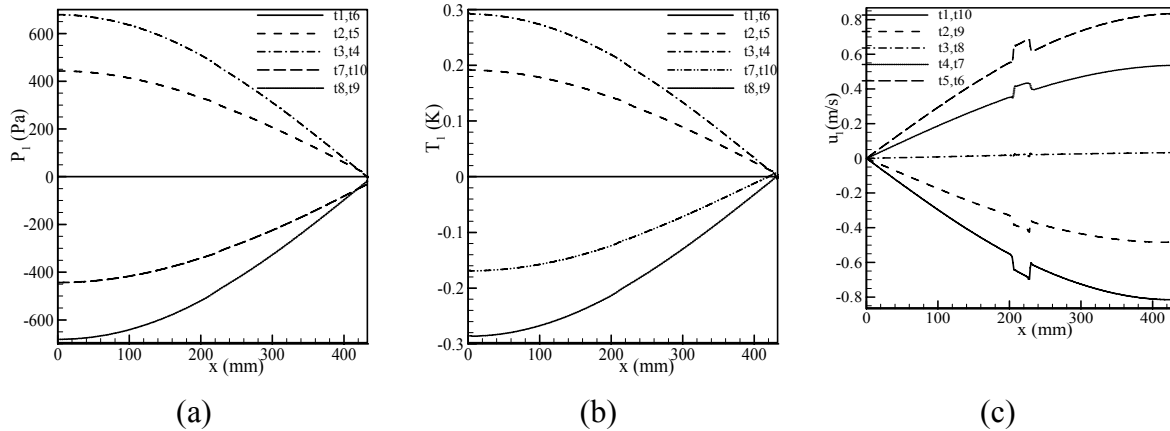 t1,t6
t2,t5
t3,t4
t7,t10
t8,t9
600
400
200
0
-200
-400
-600
P1 (Pa)
0 100 200 300 400
x (mm)
(a)
t1,t6
t2,t5
t3,t4
t7,t10
t8,t9
0.3
0.2
0.1
0
-0.1
-0.2
-0.3
T1 (K)
0 100 200 300 400
x (mm)
(b)
t1,t10
t2,t9
t3,t8
t4,t7
t5,t6
0.8
0.6
0.4
0.2
0
-0.2
-0.4
-0.6
-0.8
u1(m/s)
0 100 200 300 400
x (mm)
(c)